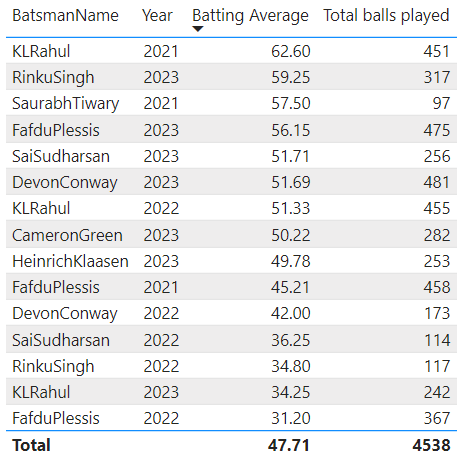 BatsmanName Year Batting Average Total balls played
KLRahul 2021 62.60 451
RinkuSingh 2023 59.25 317
SaurabhTiwary 2021 57.50 97
FafduPlessis 2023 56.15 475
SaiSudharsan 2023 51.71 256
DevonConway 2023 51.69 481
KLRahul 2022 51.33 455
CameronGreen 2023 50.22 282
HeinrichKlaasen 2023 49.78 253
FafduPlessis 2021 45.21 458
DevonConway 2022 42.00 173
SaiSudharsan 2022 36.25 114
RinkuSingh 2022 34.80 117
KLRahul 2023 34.25 242
FafduPlessis 2022 31.20 367
Total 47.71 4538